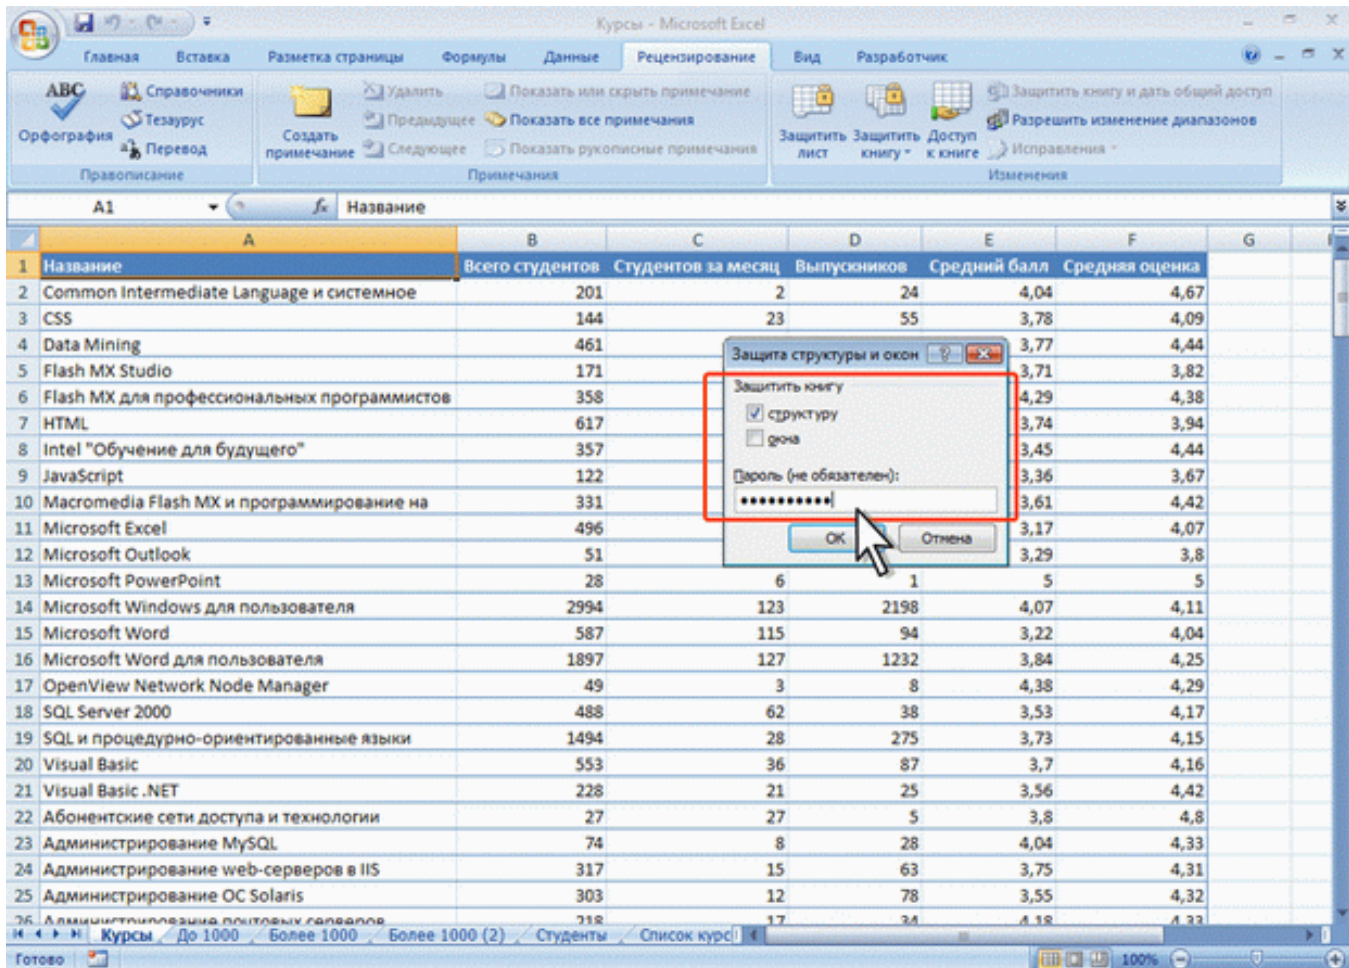 Курсы - Microsoft Excel
Главная Вставка Разметка страницы Формулы Данные Рецензирование Вид Разработчик
ABC Справочники Удалить Показать или скрыть примечание Защитить книгу и дать общий доступ
Тезаурус Предыдущее Показать все примечания Разрешить изменение диапазонов
Орфография Перевод Создать примечание Следующее Показать рукописные примечания Защитить лист Защитить книгу Доступ к книге Исправления
Правописание Примечания Изменения
A1 fx Название
A B C D E F G
1 Название Всего студентов Студентов за месяц Выпускников Средний балл Средняя оценка
2 Common Intermediate Language и системное 201 2 24 4,04 4,67
3 CSS 144 23 55 3,78 4,09
4 Data Mining 461 3,77 4,44
5 Flash MX Studio 171 3,71 3,82
6 Flash MX для профессиональных программистов 358 4,29 4,38
7 HTML 617 3,74 3,94
8 Intel "Обучение для будущего" 357 3,45 4,44
9 JavaScript 122 3,36 3,67
10 Macromedia Flash MX и программирование на 331 3,61 4,42
11 Microsoft Excel 496 3,17 4,07
12 Microsoft Outlook 51 3,29 3,8
13 Microsoft PowerPoint 28 6 1 5 5
14 Microsoft Windows для пользователя 2994 123 2198 4,07 4,11
15 Microsoft Word 587 115 94 3,22 4,04
16 Microsoft Word для пользователя 1897 127 1232 3,84 4,25
17 OpenView Network Node Manager 49 3 8 4,38 4,29
18 SQL Server 2000 488 62 38 3,53 4,17
19 SQL и процедурно-ориентированные языки 1494 28 275 3,73 4,15
20 Visual Basic 553 36 87 3,7 4,16
21 Visual Basic .NET 228 21 25 3,56 4,42
22 Абонентские сети доступа и технологии 27 27 5 3,8 4,8
23 Администрирование MySQL 74 8 28 4,04 4,33
24 Администрирование web-серверов в IIS 317 15 63 3,75 4,31
25 Администрирование ОС Solaris 303 12 78 3,55 4,32
26 Администрирование почтовых серверов 218 17 34 4,18 4,33
Защита структуры и окон
Защитить книгу
структуру
окна
Пароль (не обязателен):
••••••••••
ОК Отмена
Курсы До 1000 Более 1000 Более 1000 (2) Студенты Список курс
Готово 100%